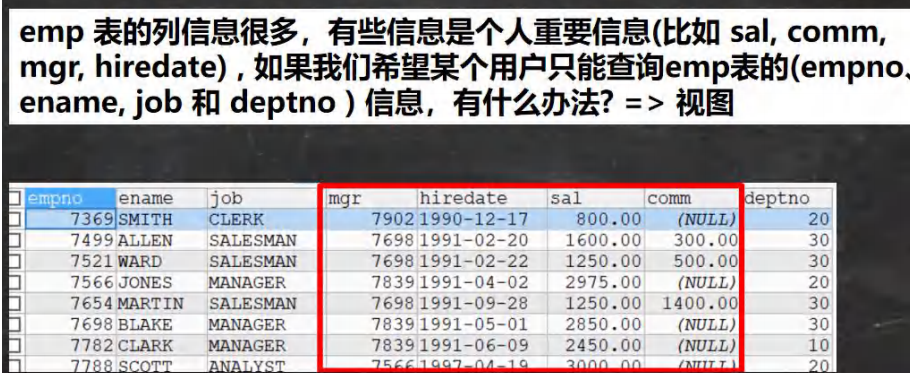 emp 表的列信息很多，有些信息是个人重要信息(比如 sal, comm,
mgr, hiredate) , 如果我们希望某个用户只能查询emp表的(empno、
ename, job 和 deptno ) 信息，有什么办法? => 视图
empno ename job mgr hiredate sal comm deptno
7369 SMITH CLERK 7902 1990-12-17 800.00 (NULL) 20
7499 ALLEN SALESMAN 7698 1991-02-20 1600.00 300.00 30
7521 WARD SALESMAN 7698 1991-02-22 1250.00 500.00 30
7566 JONES MANAGER 7839 1991-04-02 2975.00 (NULL) 20
7654 MARTIN SALESMAN 7698 1991-09-28 1250.00 1400.00 30
7698 BLAKE MANAGER 7839 1991-05-01 2850.00 (NULL) 30
7782 CLARK MANAGER 7839 1991-06-09 2450.00 (NULL) 10
7788 SCOTT ANALYST 7566 1997-04-19 3000.00 (NULL) 20